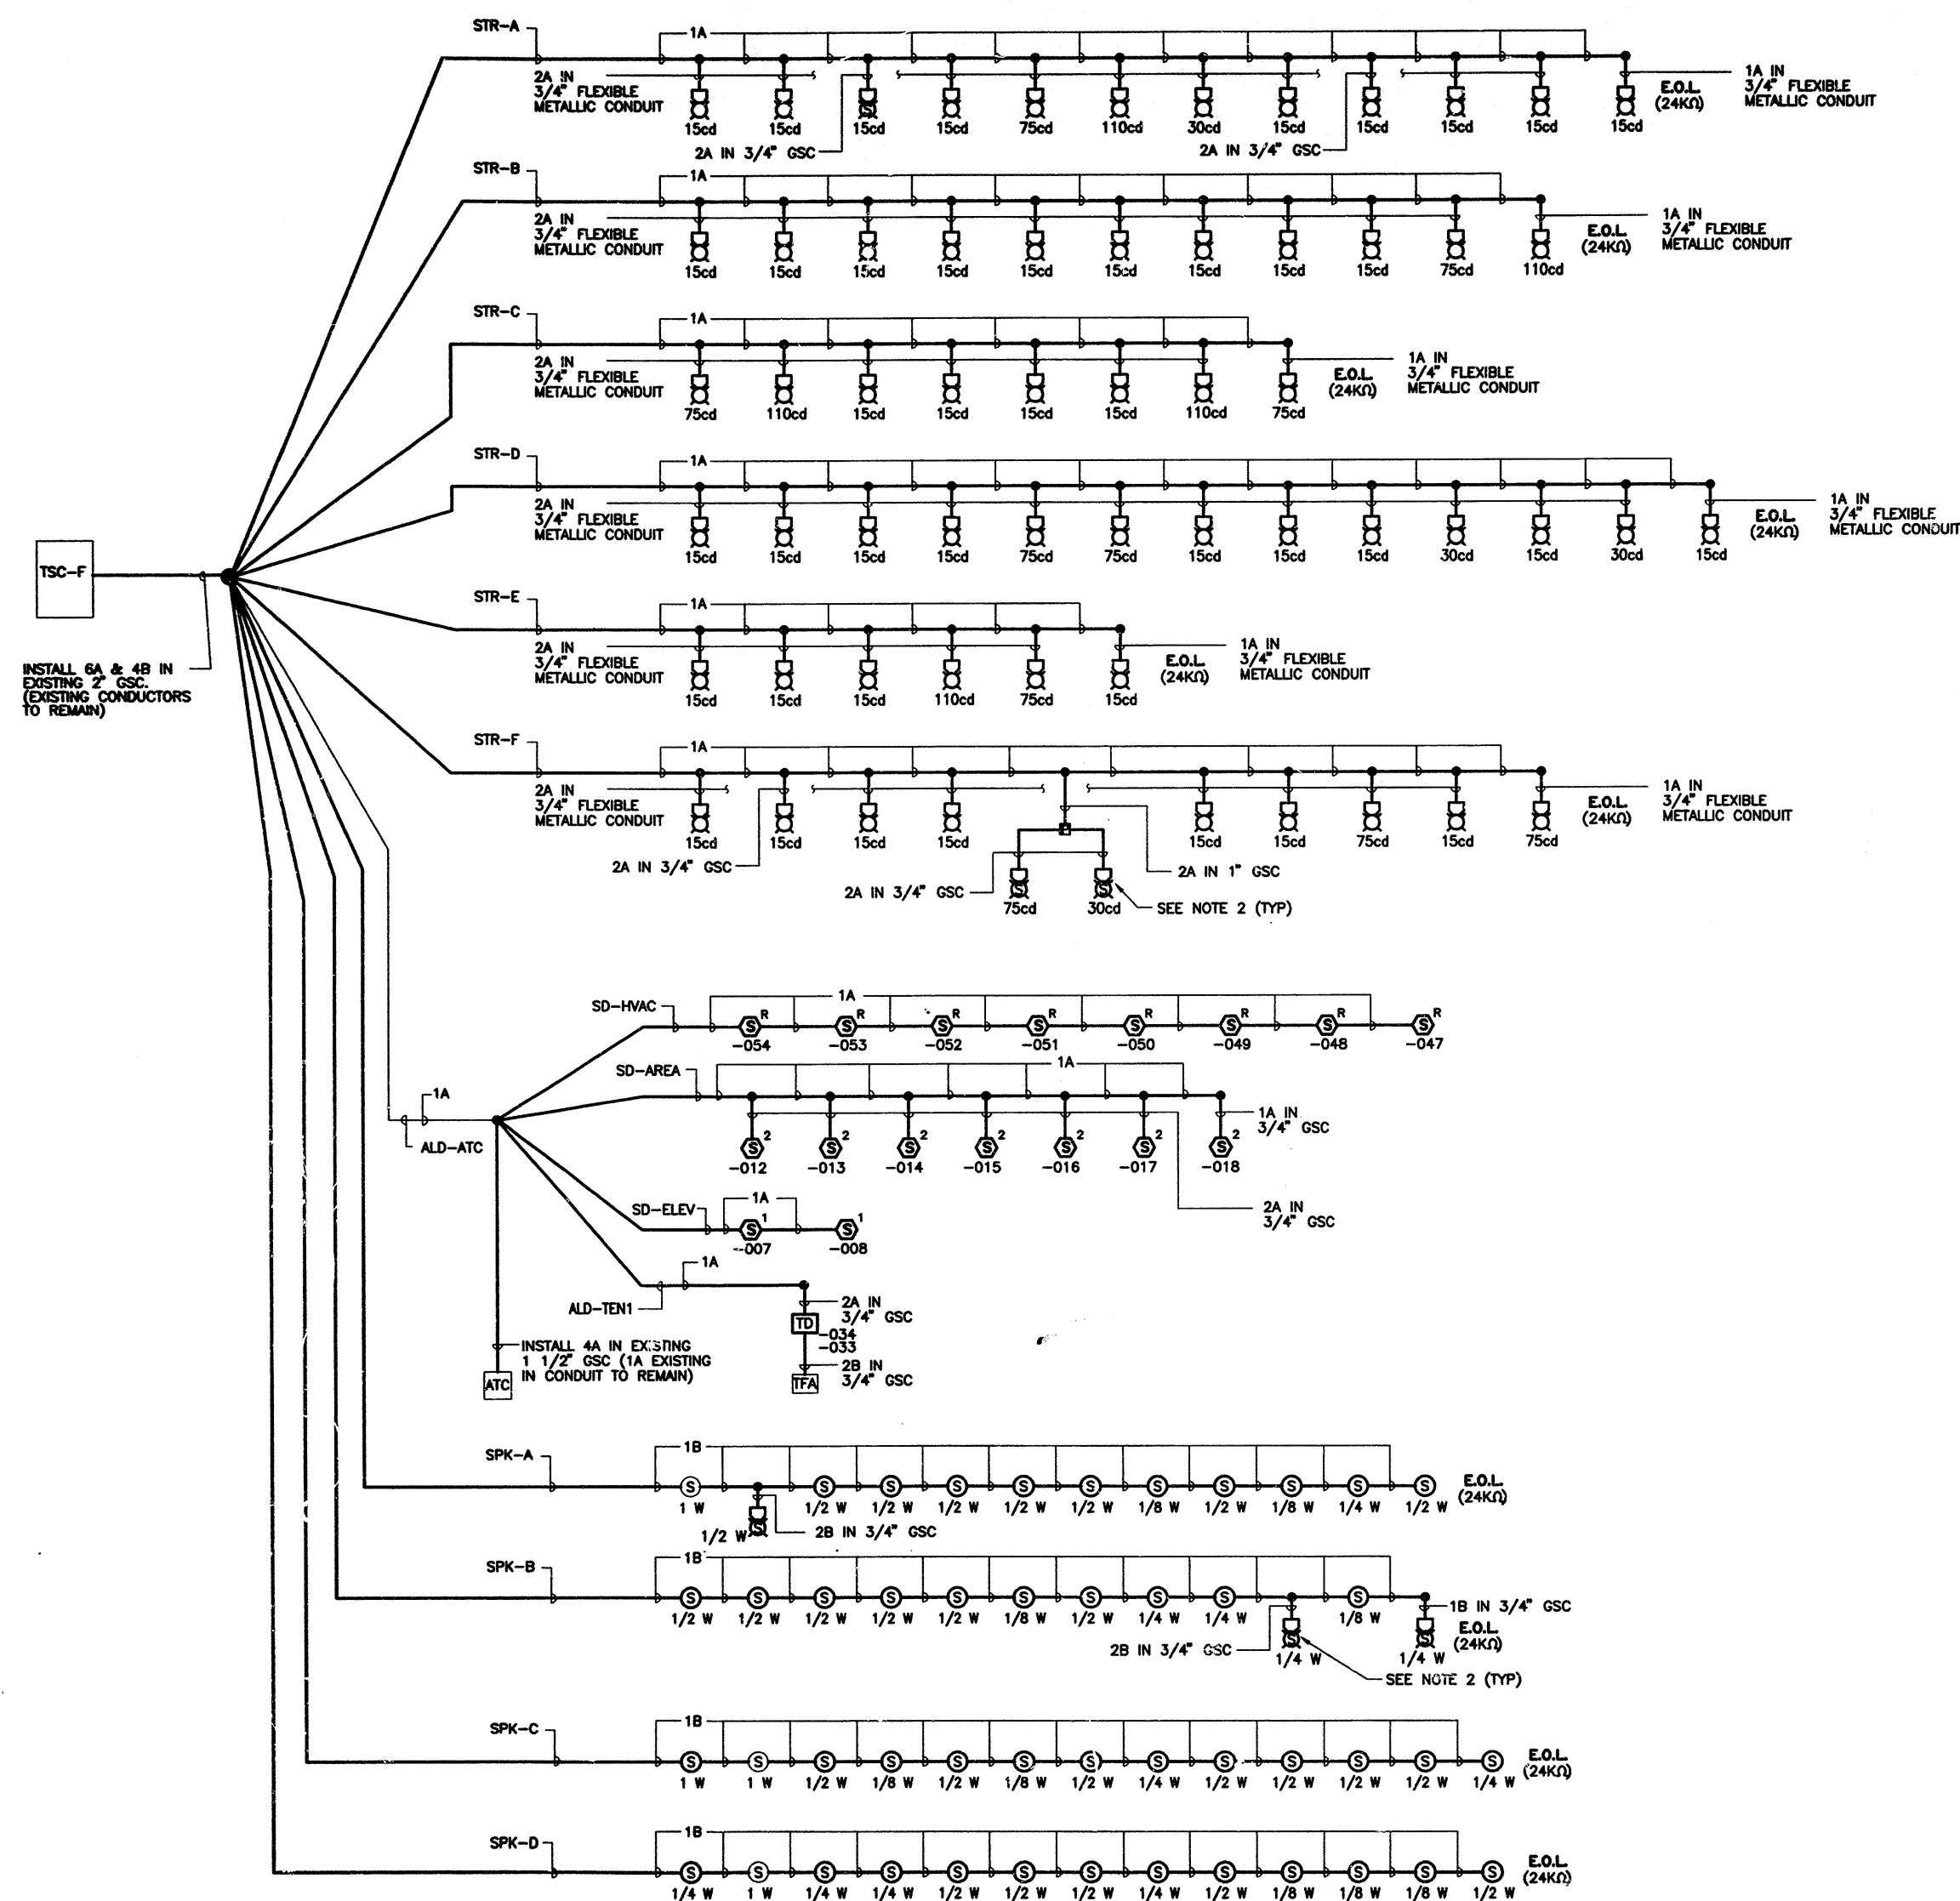 STR-A
1A
2A IN
3/4" FLEXIBLE
METALLIC CONDUIT
1A IN
3/4" FLEXIBLE
METALLIC CONDUIT
E.O.L.
(24KΩ)
S
15cd 15cd 15cd 15cd 75cd 110cd 30cd 15cd 15cd 15cd 15cd 15cd
2A IN 3/4" GSC
2A IN 3/4" GSC
STR-B
1A
2A IN
3/4" FLEXIBLE
METALLIC CONDUIT
1A IN
3/4" FLEXIBLE
METALLIC CONDUIT
E.O.L.
(24KΩ)
15cd 15cd 15cd 15cd 15cd 15cd 15cd 15cd 15cd 75cd 110cd
STR-C
1A
2A IN
3/4" FLEXIBLE
METALLIC CONDUIT
1A IN
3/4" FLEXIBLE
METALLIC CONDUIT
E.O.L.
(24KΩ)
75cd 110cd 15cd 15cd 15cd 15cd 110cd 75cd
STR-D
1A
2A IN
3/4" FLEXIBLE
METALLIC CONDUIT
1A IN
3/4" FLEXIBLE
METALLIC CONDUIT
E.O.L.
(24KΩ)
15cd 15cd 15cd 15cd 75cd 75cd 15cd 15cd 15cd 30cd 15cd 30cd 15cd
TSC-F
INSTALL 6A & 4B IN
EXISTING 2" GSC.
(EXISTING CONDUCTORS
TO REMAIN)
STR-E
1A
2A IN
3/4" FLEXIBLE
METALLIC CONDUIT
1A IN
3/4" FLEXIBLE
METALLIC CONDUIT
E.O.L.
(24KΩ)
15cd 15cd 15cd 110cd 75cd 15cd
STR-F
1A
2A IN
3/4" FLEXIBLE
METALLIC CONDUIT
1A IN
3/4" FLEXIBLE
METALLIC CONDUIT
E.O.L.
(24KΩ)
15cd 15cd 15cd 15cd 15cd 15cd 75cd 15cd 75cd
2A IN 3/4" GSC
2A IN 1" GSC
2A IN 3/4" GSC
S S
75cd 30cd
SEE NOTE 2 (TYP)
SD-HVAC
1A
S R S R S R S R S R S R S R S R
-054 -053 -052 -051 -050 -049 -048 -047
SD-AREA
1A
1A IN
3/4" GSC
S 2 S 2 S 2 S 2 S 2 S 2 S 2
-012 -013 -014 -015 -016 -017 -018
2A IN
3/4" GSC
1A
ALD-ATC
SD-ELEV
1A
S 1 S 1
-007 -008
1A
ALD-TEN1
2A IN
3/4" GSC
TD
-034
-033
2B IN
3/4" GSC
TFA
INSTALL 4A IN EXISTING
1 1/2" GSC (1A EXISTING
IN CONDUIT TO REMAIN)
ATC
SPK-A
1B
S S S S S S S S S S S
E.O.L.
(24KΩ)
1 W 1/2 W 1/2 W 1/2 W 1/2 W 1/2 W 1/8 W 1/2 W 1/8 W 1/4 W 1/2 W
S
1/2 W
2B IN 3/4" GSC
SPK-B
1B
S S S S S S S S S S
1/2 W 1/2 W 1/2 W 1/2 W 1/2 W 1/8 W 1/2 W 1/4 W 1/4 W 1/8 W
1B IN 3/4" GSC
E.O.L.
(24KΩ)
2B IN 3/4" GSC
S S
1/4 W 1/4 W
SEE NOTE 2 (TYP)
SPK-C
1B
S S S S S S S S S S S S S
E.O.L.
(24KΩ)
1 W 1 W 1/2 W 1/8 W 1/2 W 1/8 W 1/2 W 1/4 W 1/2 W 1/2 W 1/2 W 1/2 W 1/4 W
SPK-D
1B
S S S S S S S S S S S S S
E.O.L.
(24KΩ)
1/4 W 1 W 1/4 W 1/4 W 1/2 W 1/2 W 1/2 W 1/2 W 1/2 W 1/8 W 1/8 W 1/8 W 1/2 W